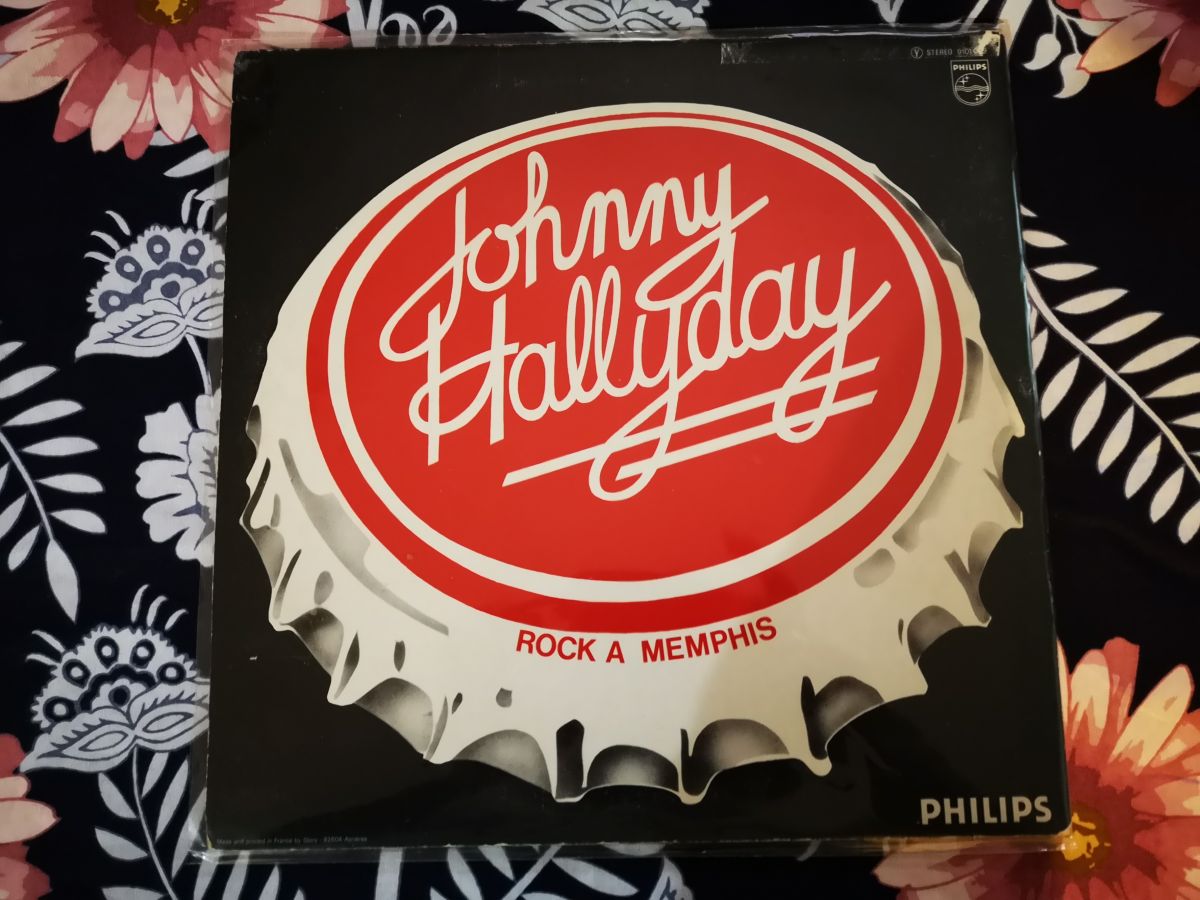 STEREO
PHILIPS
Johnny
Hallyday
ROCK A MEMPHIS
PHILIPS